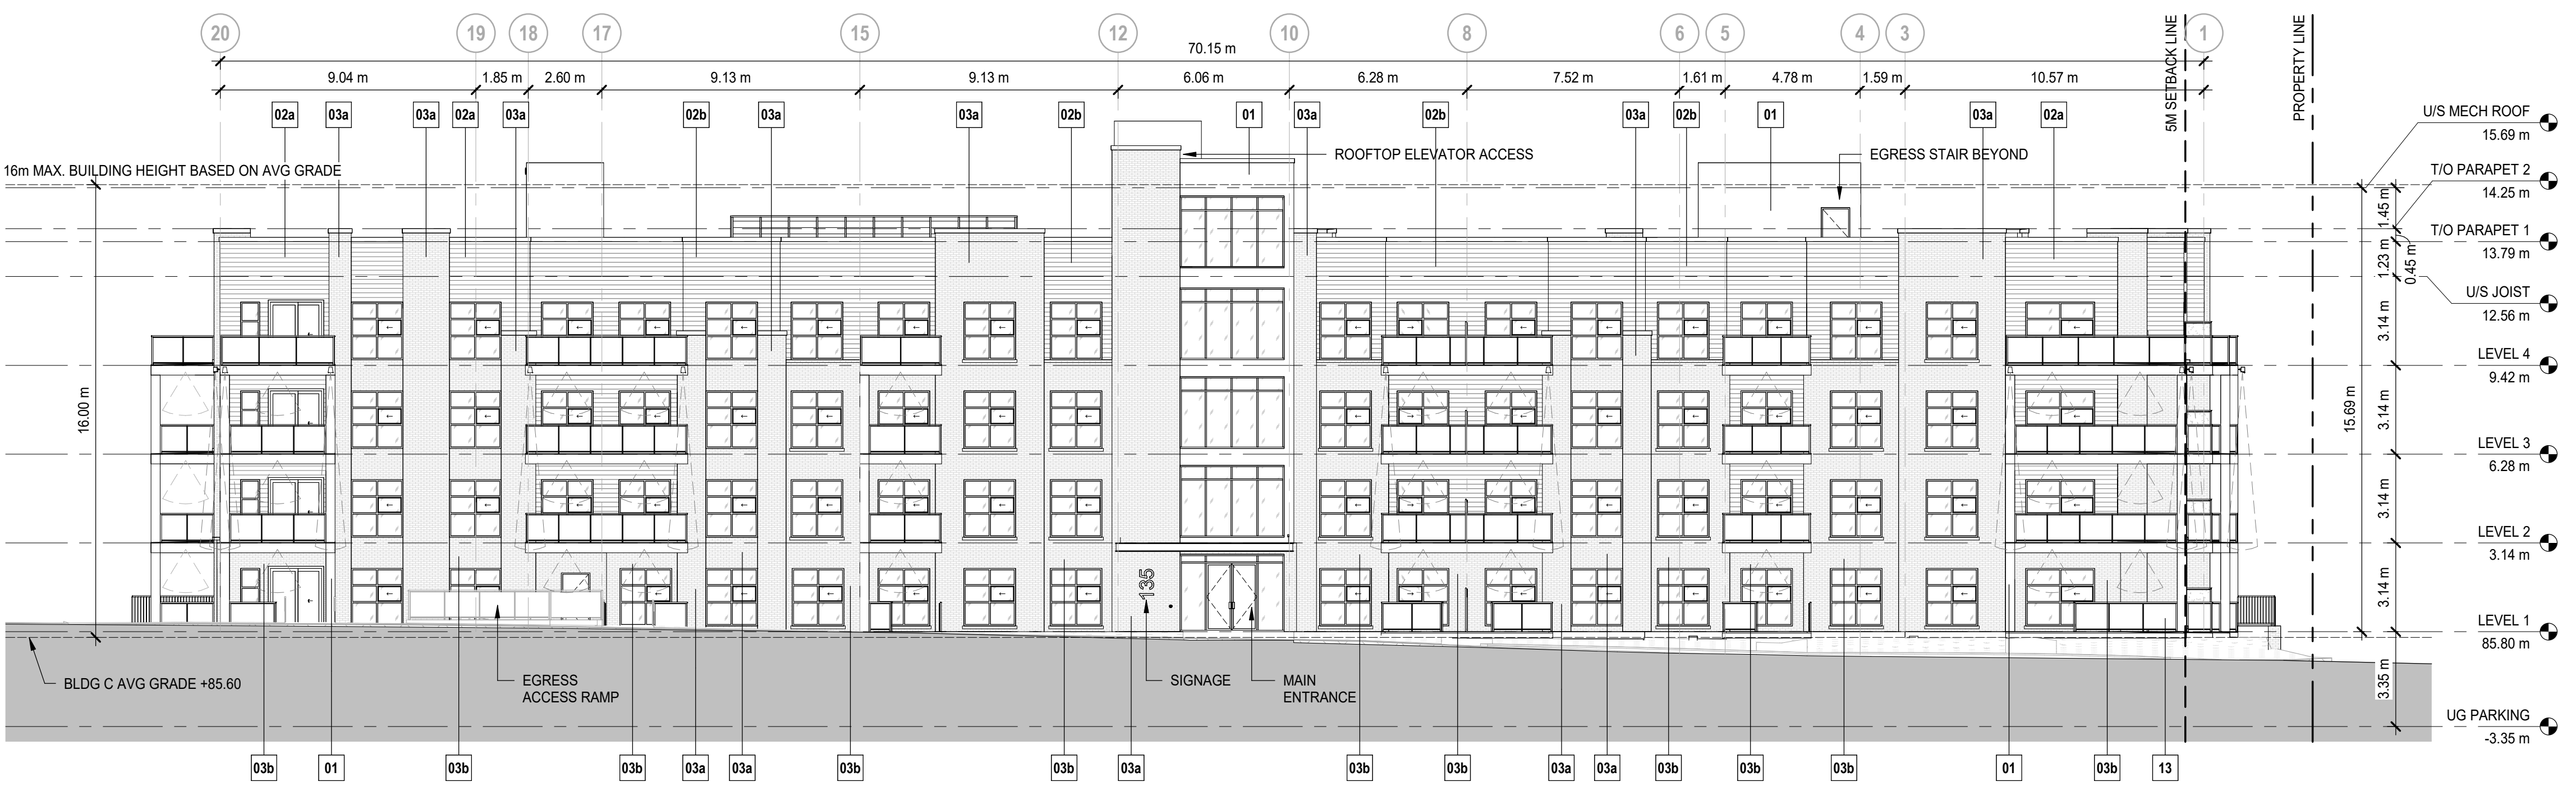 20 19 18 17 15 12 10 8 6 5 4 3 1
5M SETBACK LINE
PROPERTY LINE
70.15 m
9.04 m 1.85 m 2.60 m 9.13 m 9.13 m 6.06 m 6.28 m 7.52 m 1.61 m 4.78 m 1.59 m 10.57 m
02a 03a 03a 02a 03a 02b 03a 03a 02b 01 03a 02b 03a 02b 01 03a 02a
U/S MECH ROOF
15.69 m
ROOFTOP ELEVATOR ACCESS
EGRESS STAIR BEYOND
16m MAX. BUILDING HEIGHT BASED ON AVG GRADE
T/O PARAPET 2
14.25 m
1.45 m
T/O PARAPET 1
13.79 m
1.23 m
0.45 m
U/S JOIST
12.56 m
3.14 m
LEVEL 4
9.42 m
16.00 m
15.69 m
3.14 m
LEVEL 3
6.28 m
3.14 m
LEVEL 2
3.14 m
3.14 m
135
LEVEL 1
85.80 m
BLDG C AVG GRADE +85.60
EGRESS
ACCESS RAMP
SIGNAGE
MAIN
ENTRANCE
3.35 m
UG PARKING
-3.35 m
03b 01 03b 03b 03a 03a 03b 03b 03a 03b 03b 03a 03a 03b 03b 03b 01 03b 13